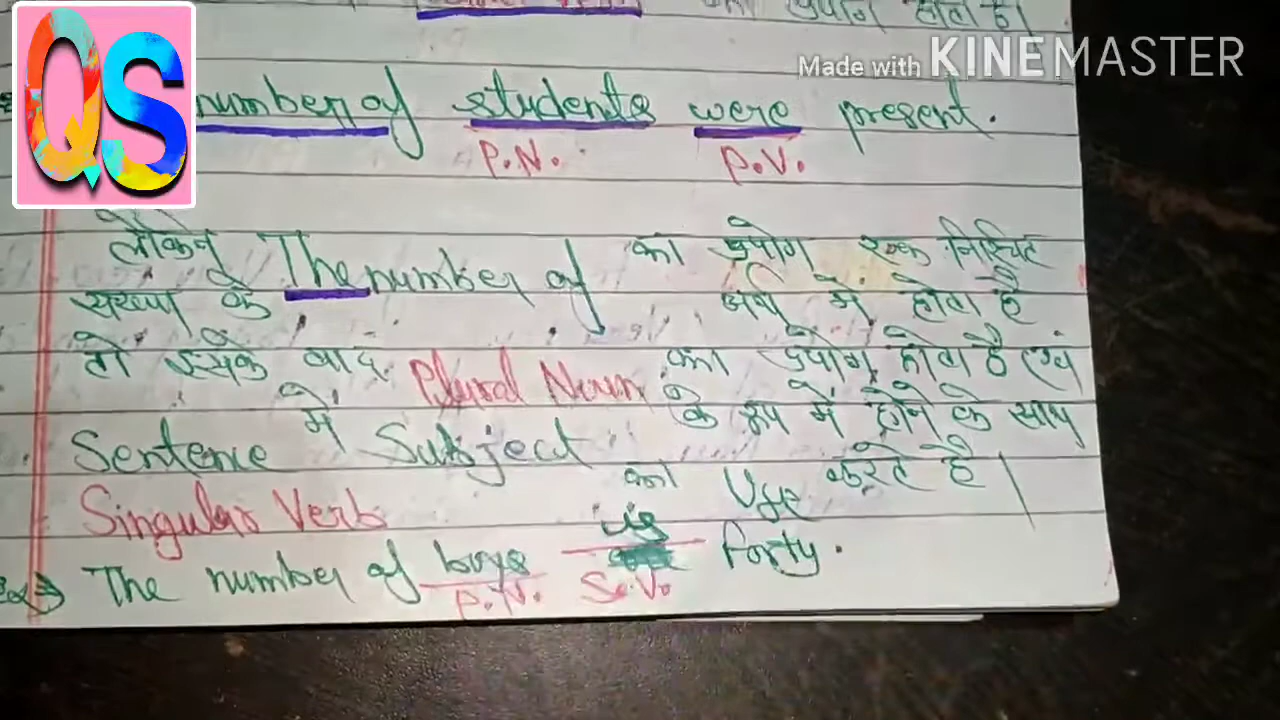 का प्रयोग होता है।
Made with KINEMASTER
QS
number of students were present.
P.N. P.V.
लेकिन The number of का प्रयोग एक निश्चित
संख्या के अर्थ में होता है
तो इसके बाद Plural Noun का प्रयोग होता है एवं
Sentence में Subject के रूप में होने के साथ
Singular Verb का Use करते है।
The number of boys is forty.
P.N. S.V.